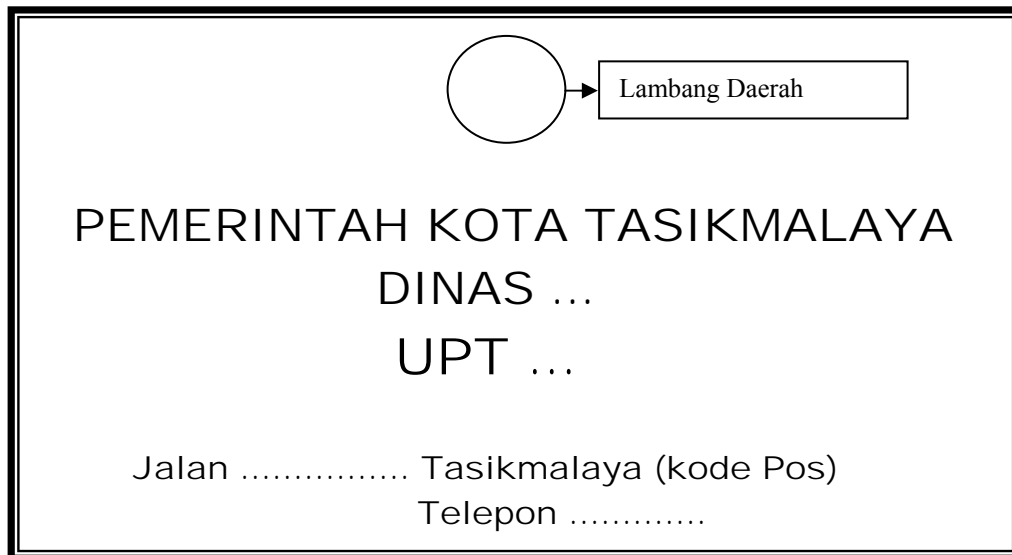 Lambang Daerah
PEMERINTAH KOTA TASIKMALAYA
DINAS ...
UPT ...
Jalan ................ Tasikmalaya (kode Pos)
Telepon .............